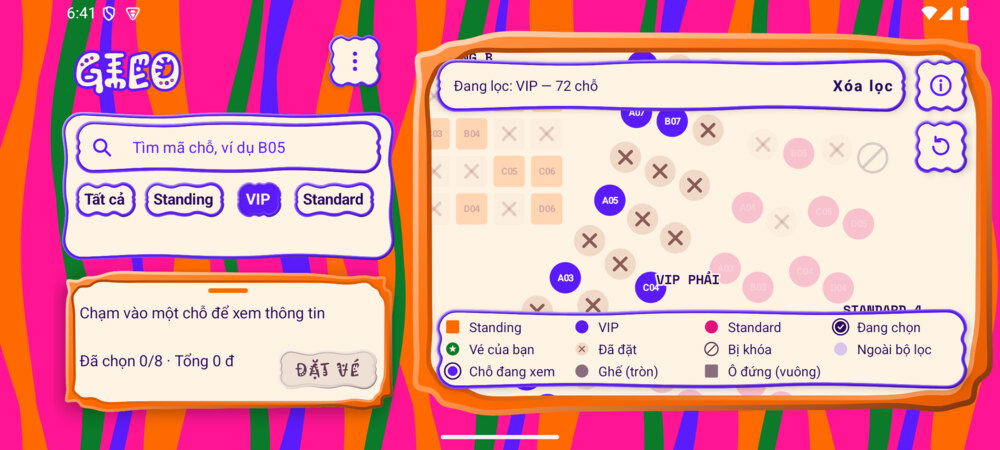 6:41
GIEO
Tìm mã chỗ, ví dụ B05
Tất cả
Standing
VIP
Standard
Chạm vào một chỗ để xem thông tin
Đã chọn 0/8 · Tổng 0 đ
ĐẶT VÉ
Đang lọc: VIP — 72 chỗ
Xóa lọc
A07
B07
B04
C05
C06
D04
D06
A05
A03
C04
VIP PHẢI
STANDARD 4
Standing
VIP
Standard
Đang chọn
Vé của bạn
Đã đặt
Bị khóa
Ngoài bộ lọc
Chỗ đang xem
Ghế (tròn)
Ô đứng (vuông)